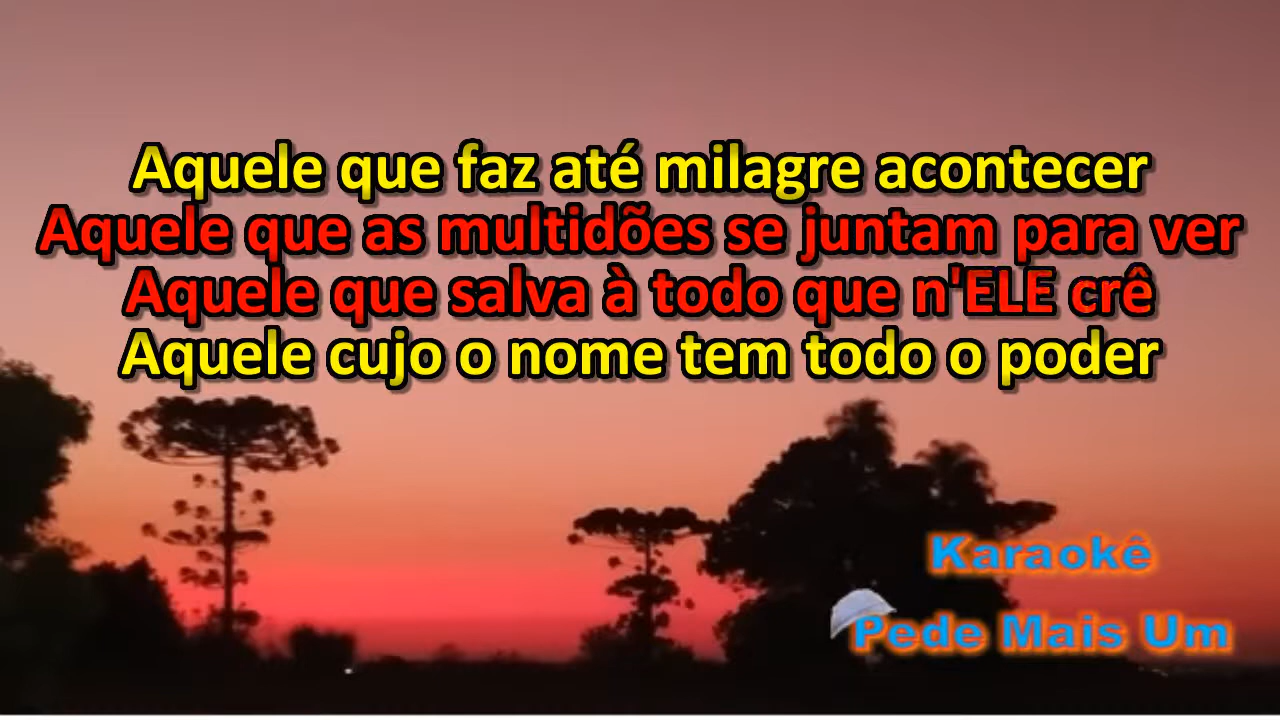 Aquele que faz até milagre acontecer
Aquele que as multidões se juntam para ver
Aquele que salva à todo que n'ELE crê
Aquele cujo o nome tem todo o poder
Karaokê
Pede Mais Um